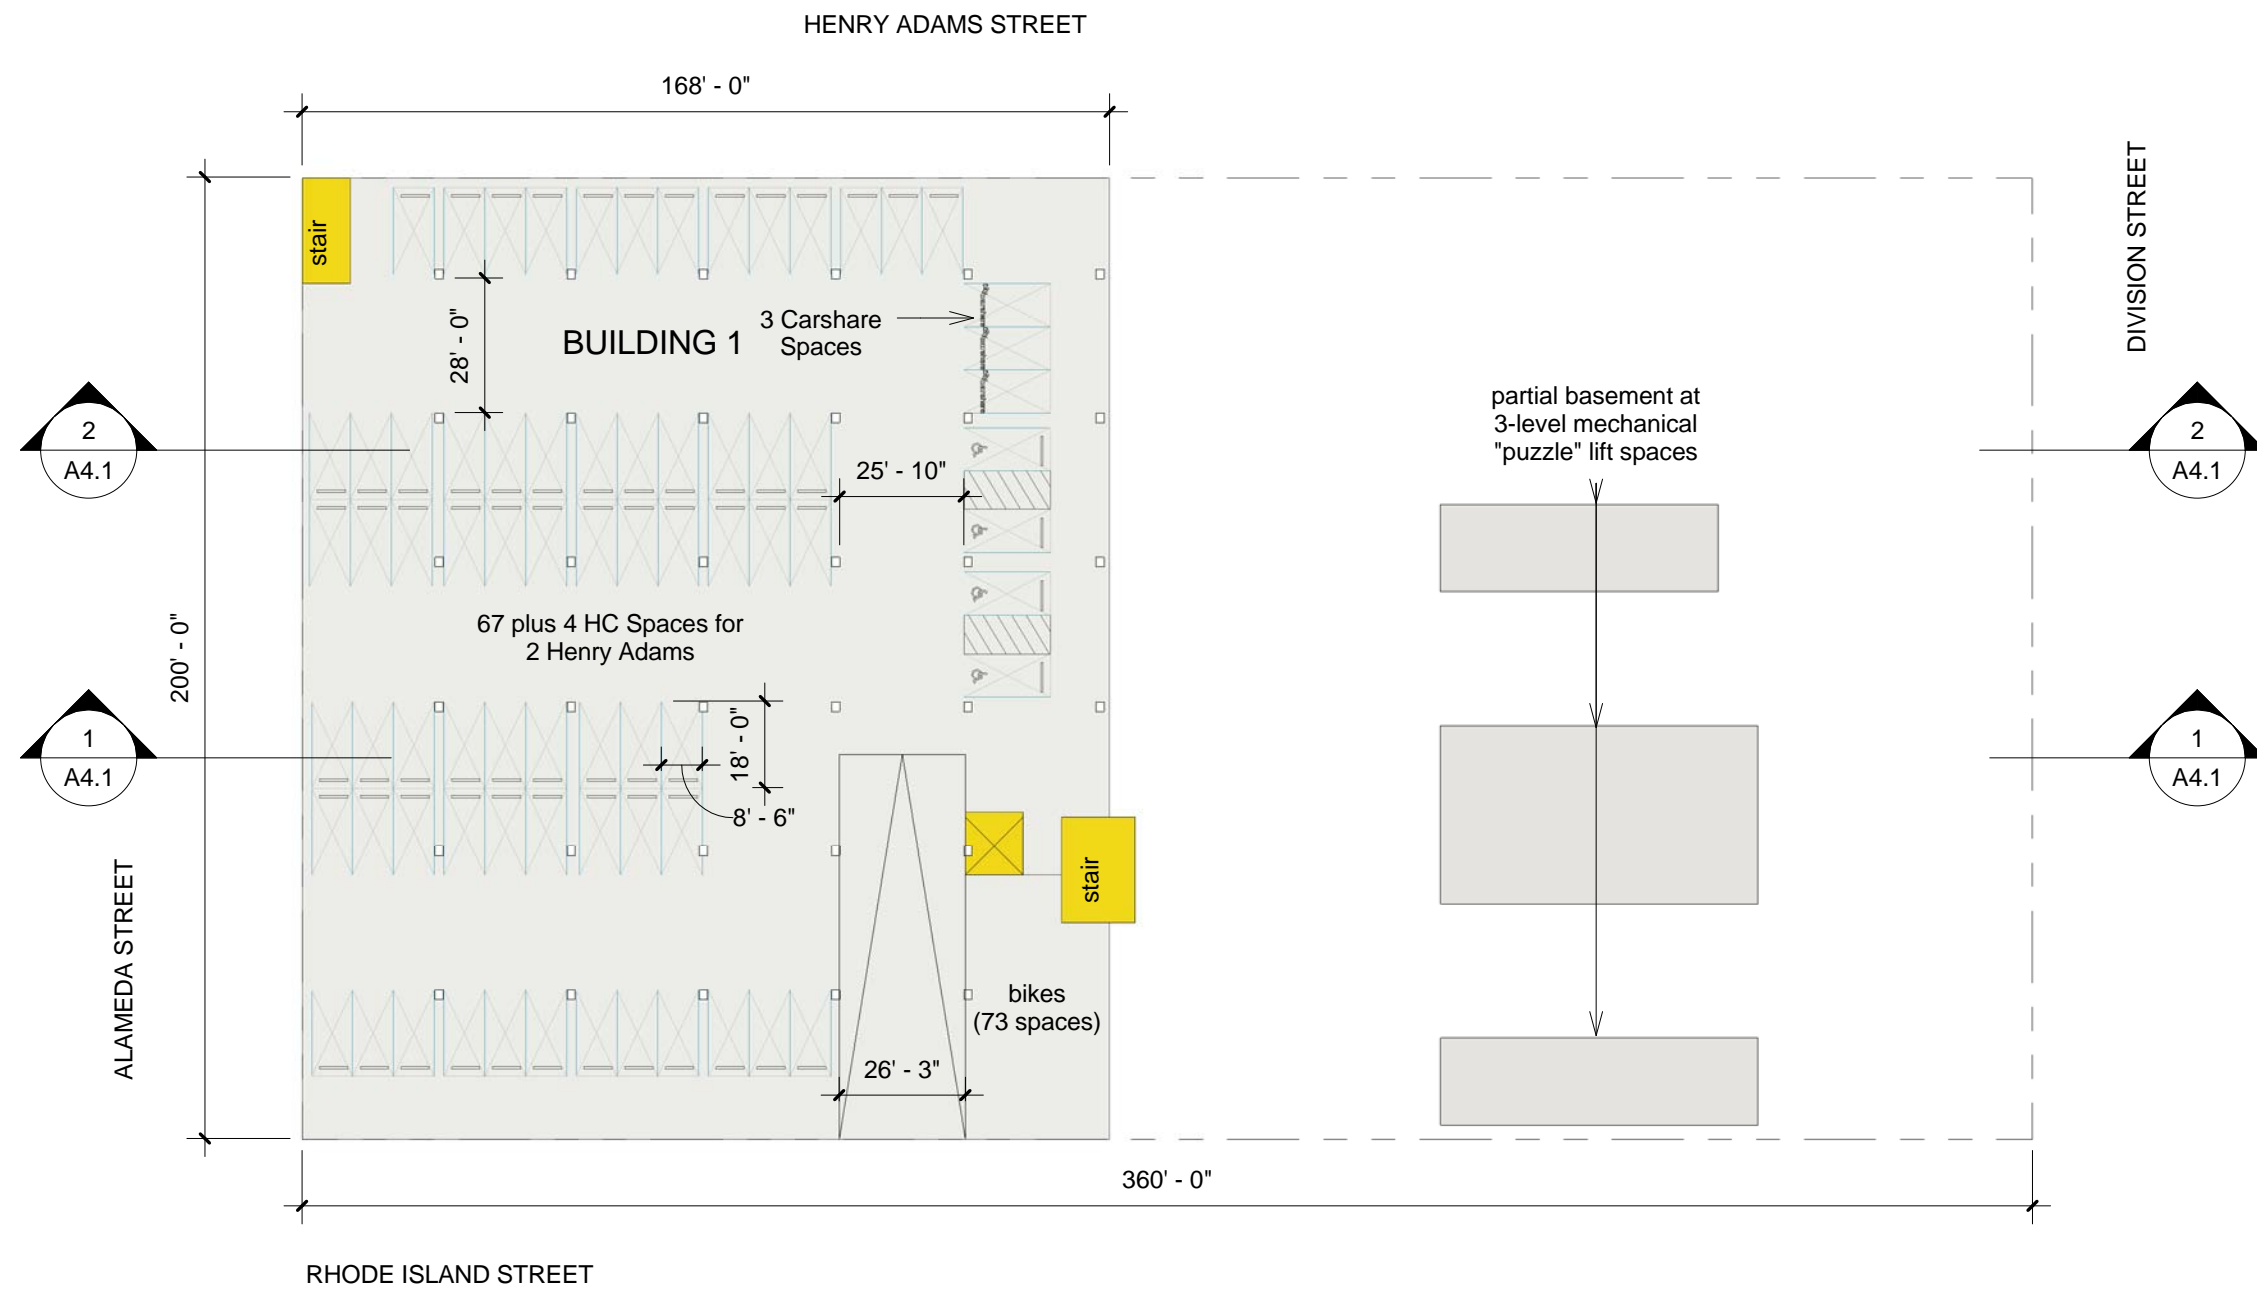 HENRY ADAMS STREET
168' - 0"
DIVISION STREET
stair
28' - 0"
BUILDING 1
3 Carshare
Spaces
partial basement at
3-level mechanical
"puzzle" lift spaces
2
A4.1
2
A4.1
25' - 10"
200' - 0"
67 plus 4 HC Spaces for
2 Henry Adams
1
A4.1
1
A4.1
18' - 0"
8' - 6"
stair
ALAMEDA STREET
bikes
(73 spaces)
26' - 3"
360' - 0"
RHODE ISLAND STREET